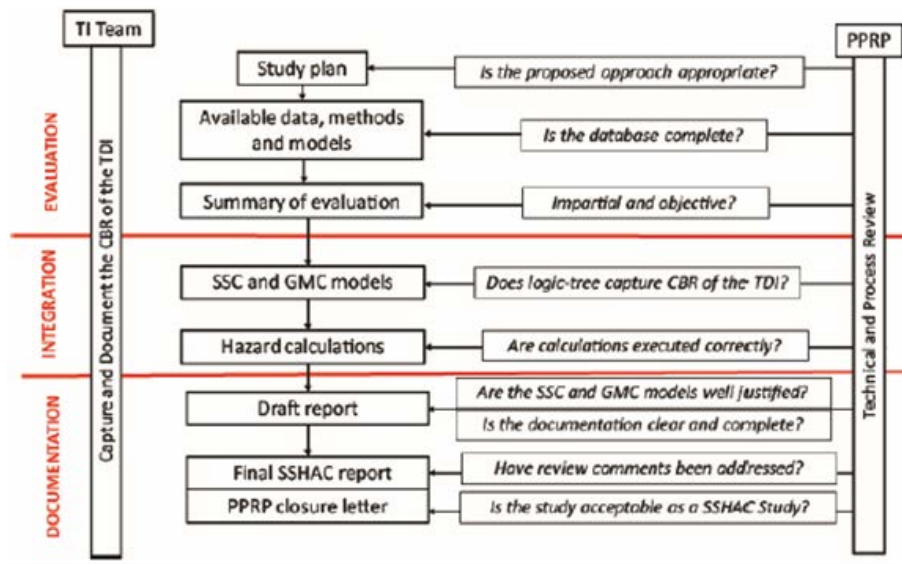 TI Team
PPRP
Study plan
Is the proposed approach appropriate?
Available data, methods
and models
Is the database complete?
Summary of evaluation
Impartial and objective?
SSC and GMC models
Does logic-tree capture CBR of the TDI?
Hazard calculations
Are calculations executed correctly?
Draft report
Are the SSC and GMC models well justified?
Is the documentation clear and complete?
Final SSHAC report
Have review comments been addressed?
PPRP closure letter
Is the study acceptable as a SSHAC Study?
EVALUATION
INTEGRATION
DOCUMENTATION
Capture and Document the CBR of the TDI
Technical and Process Review